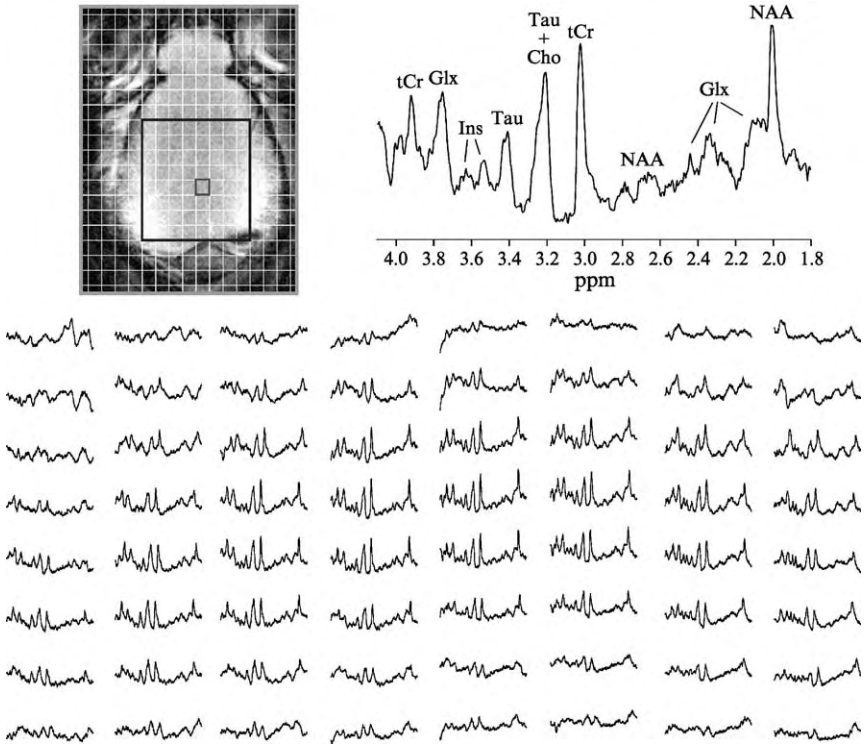 NAA
Tau
+
Cho
tCr
tCr
Glx
Glx
Ins
Tau
NAA
4.0 3.8 3.6 3.4 3.2 3.0 2.8 2.6 2.4 2.2 2.0 1.8
ppm